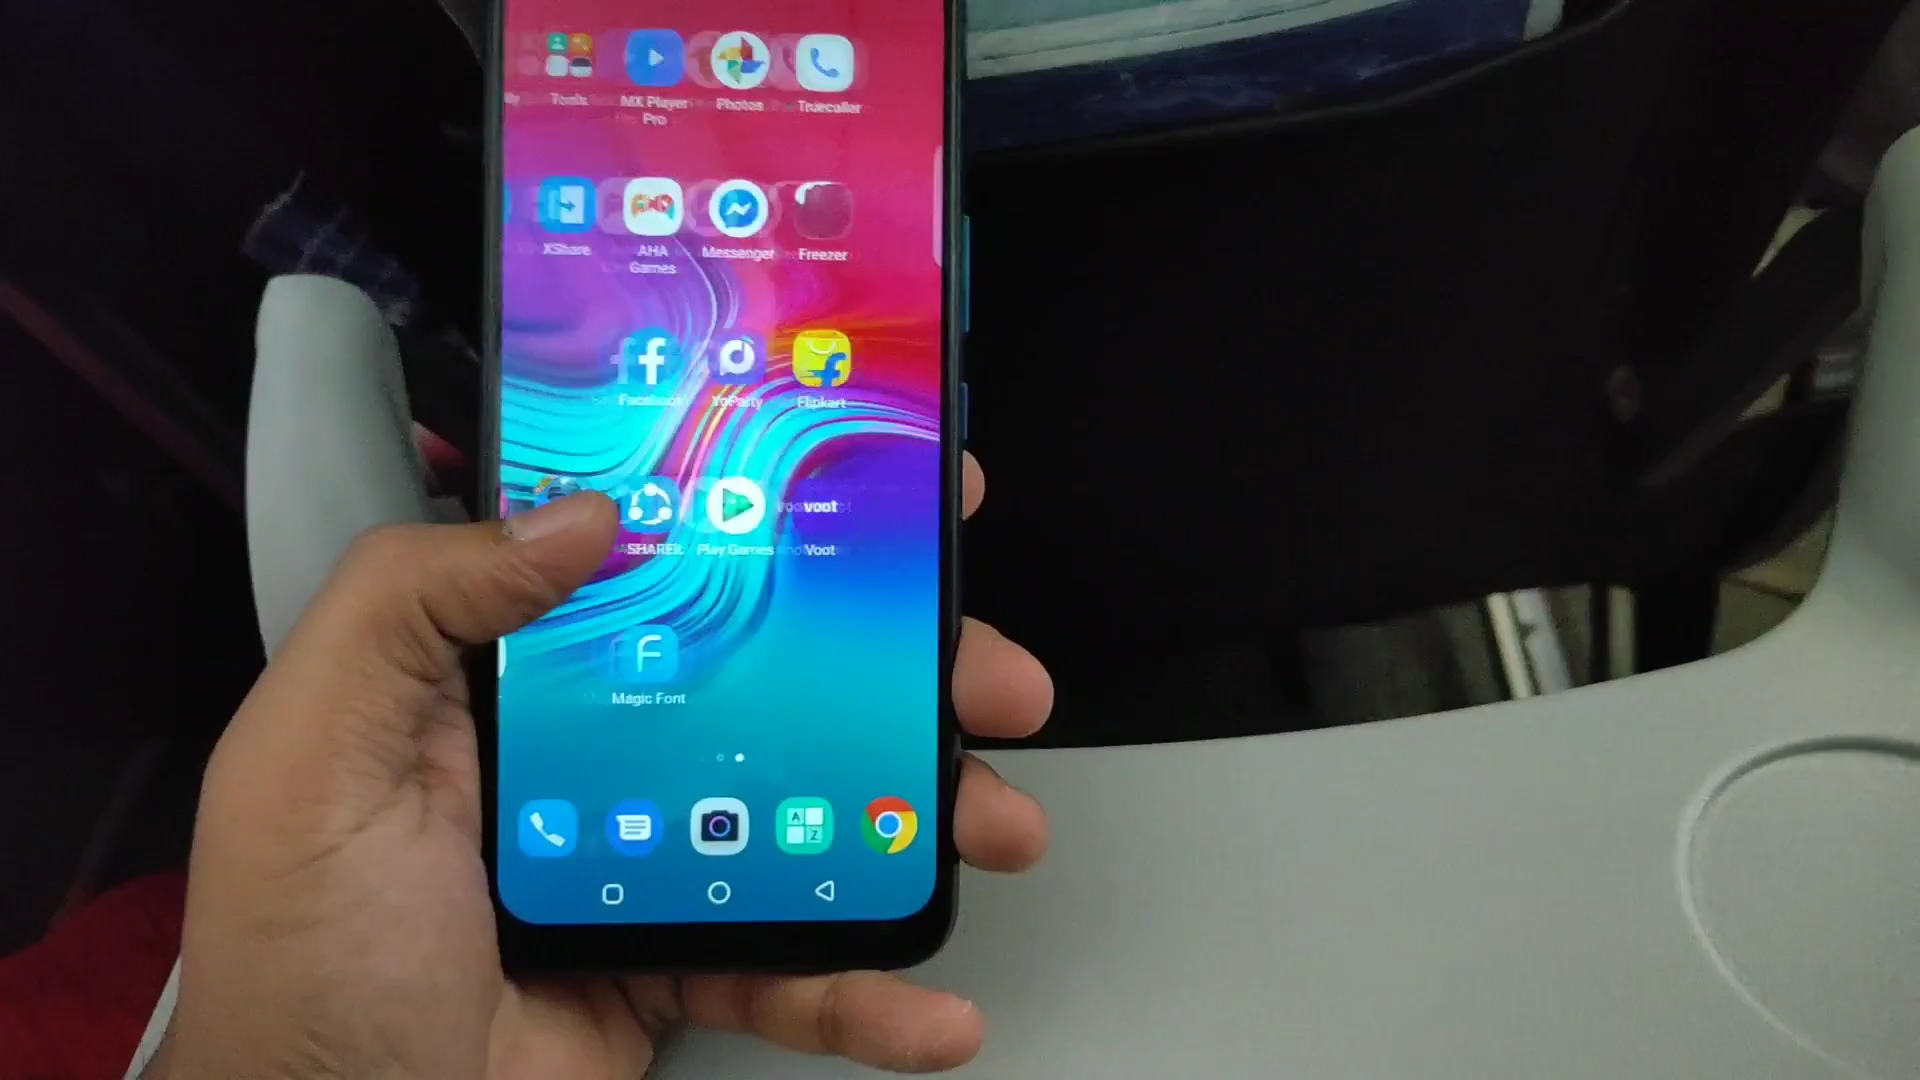 Tools
MX Player
Pro
Photos
Truecaller
XShare
AHA
Games
Messenger
Freezer
Facebook
YoParty
Flipkart
voot
SHAREit
Play Games
Voot
F
Magic Font
A
Z